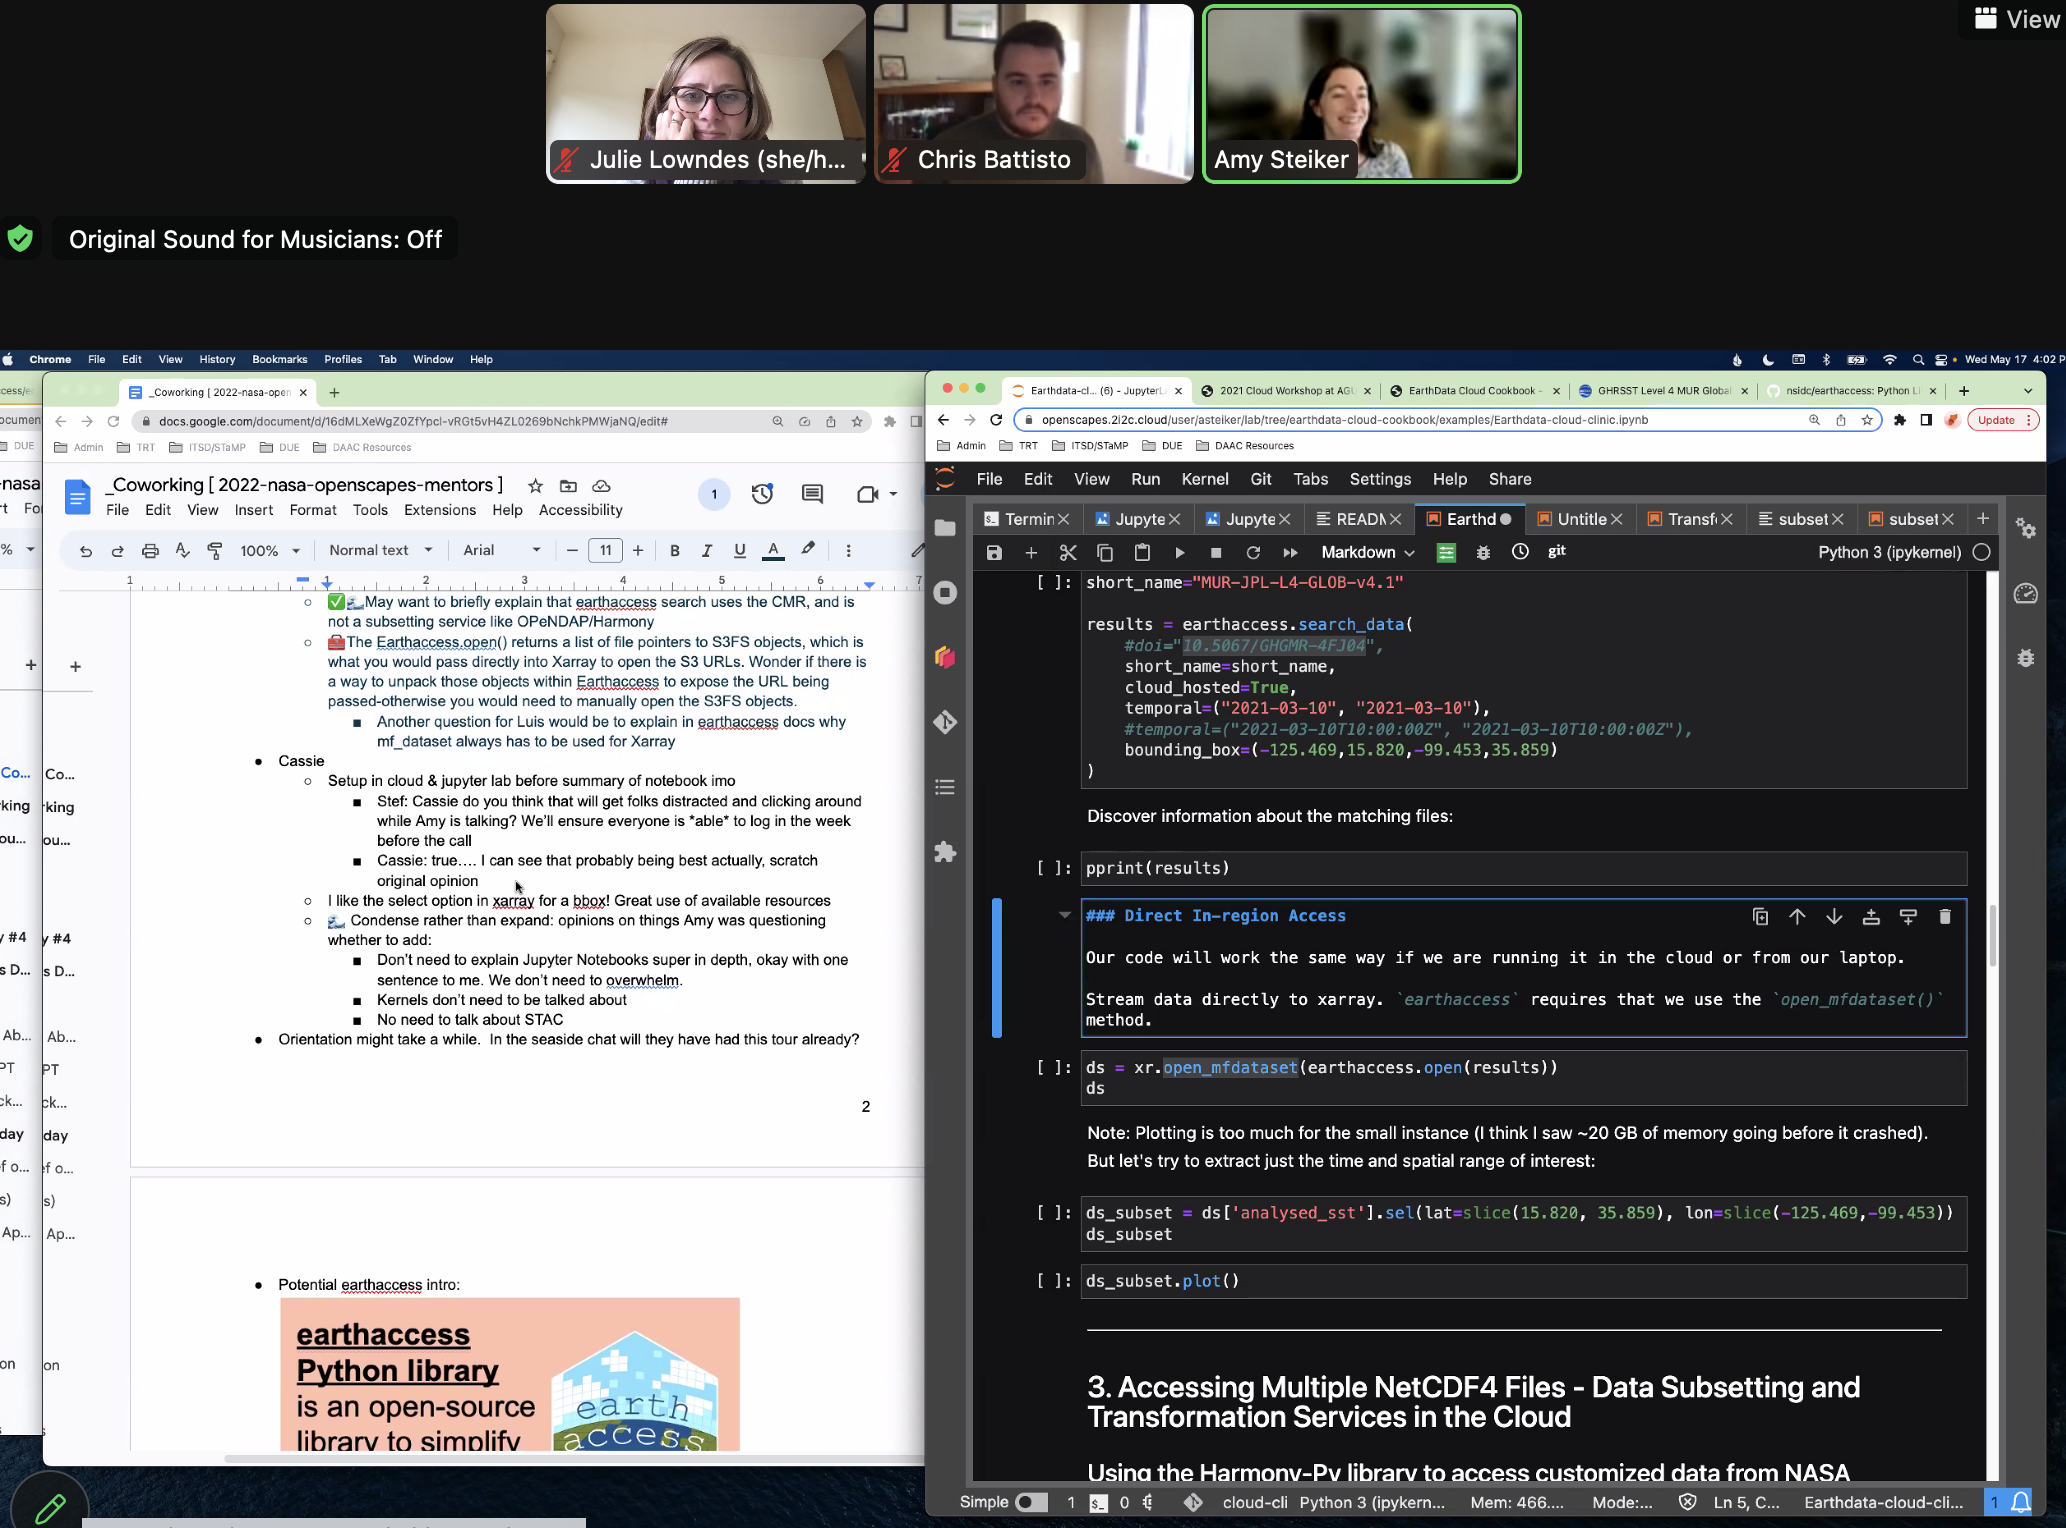 View
Julie Lowndes (she/h...
Chris Battisto
Amy Steiker
Original Sound for Musicians: Off
Chrome File Edit View History Bookmarks Profiles Tab Window Help
Wed May 17 4:02 P
_Coworking [ 2022-nasa-open
docs.google.com/document/d/16dMLXeWgZ0ZfYpcl-vRGt5vH4ZL0269bNchkPMWjaNQ/edit#
Admin TRT ITSD/STaMP DUE DAAC Resources
_Coworking [ 2022-nasa-openscapes-mentors ]
File Edit View Insert Format Tools Extensions Help Accessibility
1
100% Normal text Arial 11 B I U A
1 1 2 3 4 5 6 7
May want to briefly explain that earthaccess search uses the CMR, and is
not a subsetting service like OPeNDAP/Harmony
The Earthaccess.open() returns a list of file pointers to S3FS objects, which is
what you would pass directly into Xarray to open the S3 URLs. Wonder if there is
a way to unpack those objects within Earthaccess to expose the URL being
passed-otherwise you would need to manually open the S3FS objects.
Another question for Luis would be to explain in earthaccess docs why
mf_dataset always has to be used for Xarray
Cassie
Setup in cloud & jupyter lab before summary of notebook imo
Stef: Cassie do you think that will get folks distracted and clicking around
while Amy is talking? We'll ensure everyone is *able* to log in the week
before the call
Cassie: true.... I can see that probably being best actually, scratch
original opinion
I like the select option in xarray for a bbox! Great use of available resources
Condense rather than expand: opinions on things Amy was questioning
whether to add:
Don't need to explain Jupyter Notebooks super in depth, okay with one
sentence to me. We don't need to overwhelm.
Kernels don't need to be talked about
No need to talk about STAC
Orientation might take a while. In the seaside chat will they have had this tour already?
2
Potential earthaccess intro:
earthaccess
Python library
is an open-source
library to simplify
earth
access
Earthdata-cl... (6) - JupyterL
2021 Cloud Workshop at AGU
EarthData Cloud Cookbook -
GHRSST Level 4 MUR Global
nsidc/earthaccess: Python Li
openscapes.2i2c.cloud/user/asteiker/lab/tree/earthdata-cloud-cookbook/examples/Earthdata-cloud-clinic.ipynb
Update
Admin TRT ITSD/STaMP DUE DAAC Resources
File Edit View Run Kernel Git Tabs Settings Help Share
Termin Jupyte Jupyte READM Earthd Untitle Transf subset subset
Markdown git Python 3 (ipykernel)
[ ]: short_name="MUR-JPL-L4-GLOB-v4.1"
results = earthaccess.search_data(
#doi="10.5067/GHGMR-4FJ04",
short_name=short_name,
cloud_hosted=True,
temporal=("2021-03-10", "2021-03-10"),
#temporal=("2021-03-10T10:00:00Z", "2021-03-10T10:00:00Z"),
bounding_box=(-125.469,15.820,-99.453,35.859)
)
Discover information about the matching files:
[ ]: pprint(results)
### Direct In-region Access
Our code will work the same way if we are running it in the cloud or from our laptop.
Stream data directly to xarray. `earthaccess` requires that we use the `open_mfdataset()`
method.
[ ]: ds = xr.open_mfdataset(earthaccess.open(results))
ds
Note: Plotting is too much for the small instance (I think I saw ~20 GB of memory going before it crashed).
But let's try to extract just the time and spatial range of interest:
[ ]: ds_subset = ds['analysed_sst'].sel(lat=slice(15.820, 35.859), lon=slice(-125.469,-99.453))
ds_subset
[ ]: ds_subset.plot()
3. Accessing Multiple NetCDF4 Files - Data Subsetting and
Transformation Services in the Cloud
Using the Harmony-Py library to access customized data from NASA
Simple 1 0 cloud-cli Python 3 (ipykern... Mem: 466.... Mode:... Ln 5, C... Earthdata-cloud-cli... 1